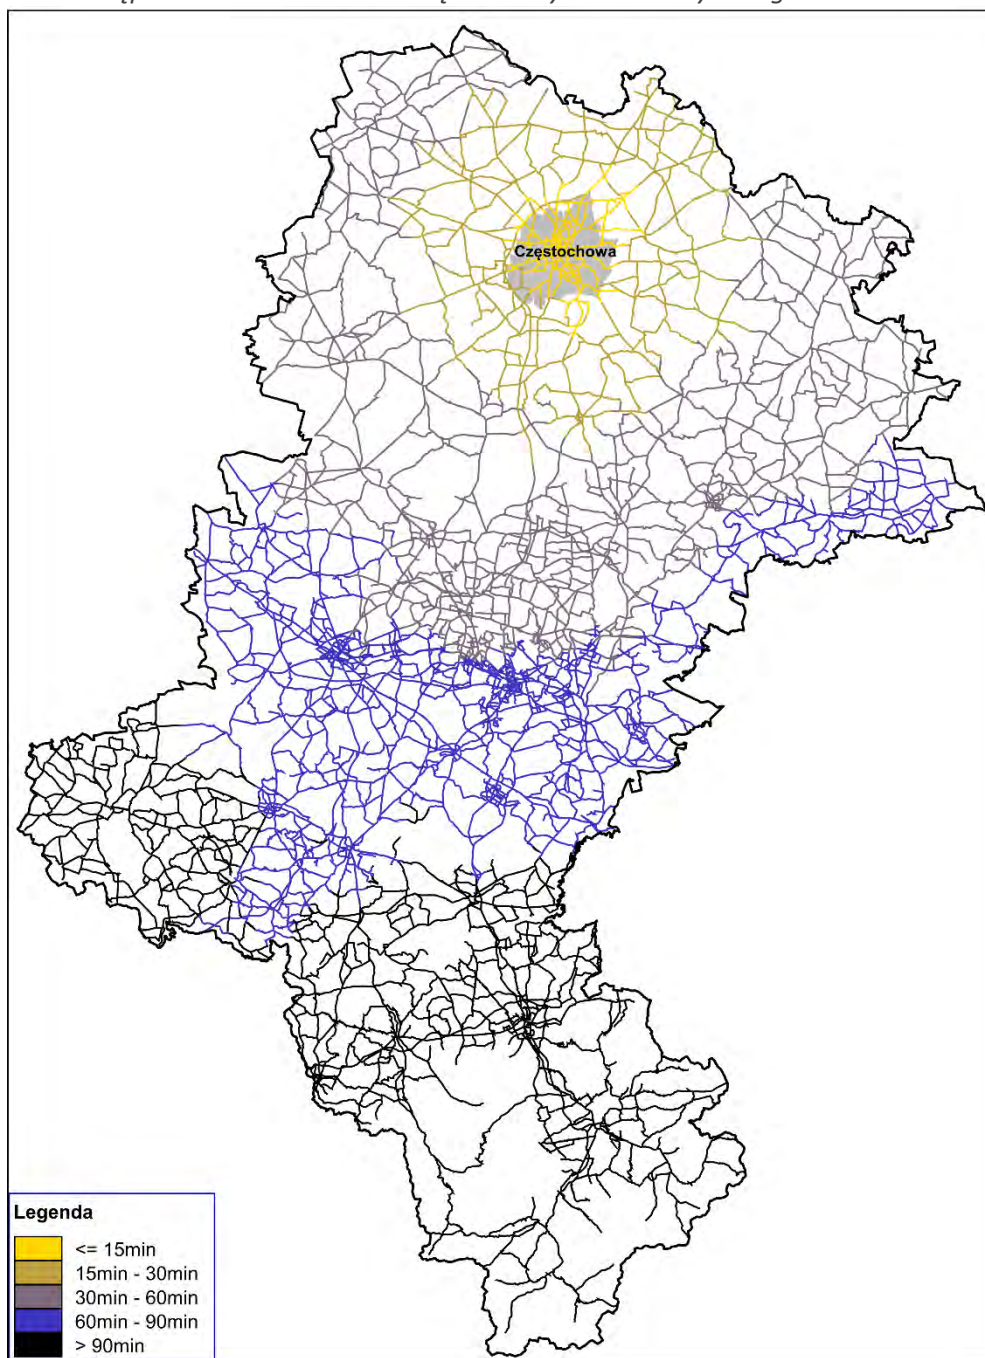 Częstochowa
Legenda
<= 15min
15min - 30min
30min - 60min
60min - 90min
> 90min